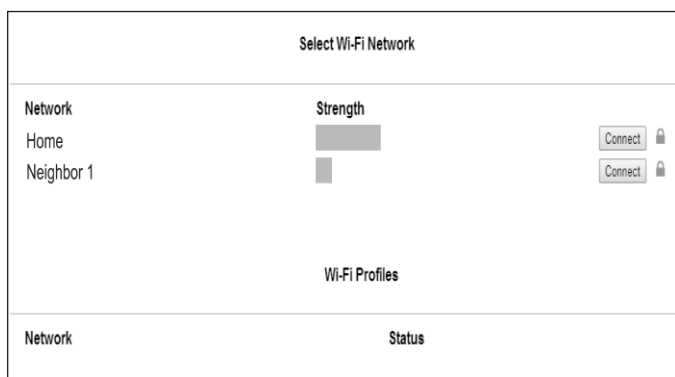 Select Wi-Fi Network
Network Strength
Home Connect
Neighbor 1 Connect
Wi-Fi Profiles
Network Status